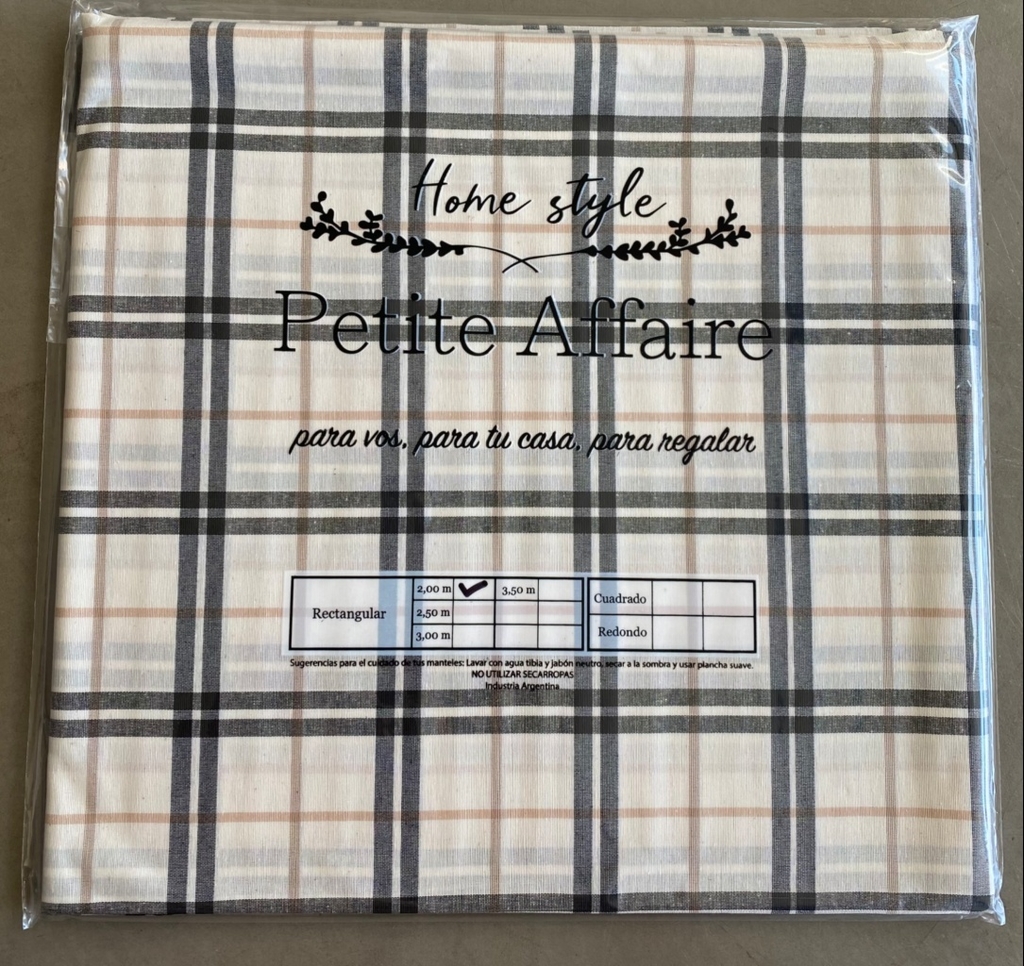 Home style
Petite Affaire
para vos, para tu casa, para regalar
Rectangular
2,00 m ✓ 3,50 m
2,50 m
3,00 m
Cuadrado
Redondo
Sugerencias para el cuidado de tus manteles: Lavar con agua tibia y jabón neutro, secar a la sombra y usar plancha suave.
NO UTILIZAR SECARROPAS
Industria Argentina